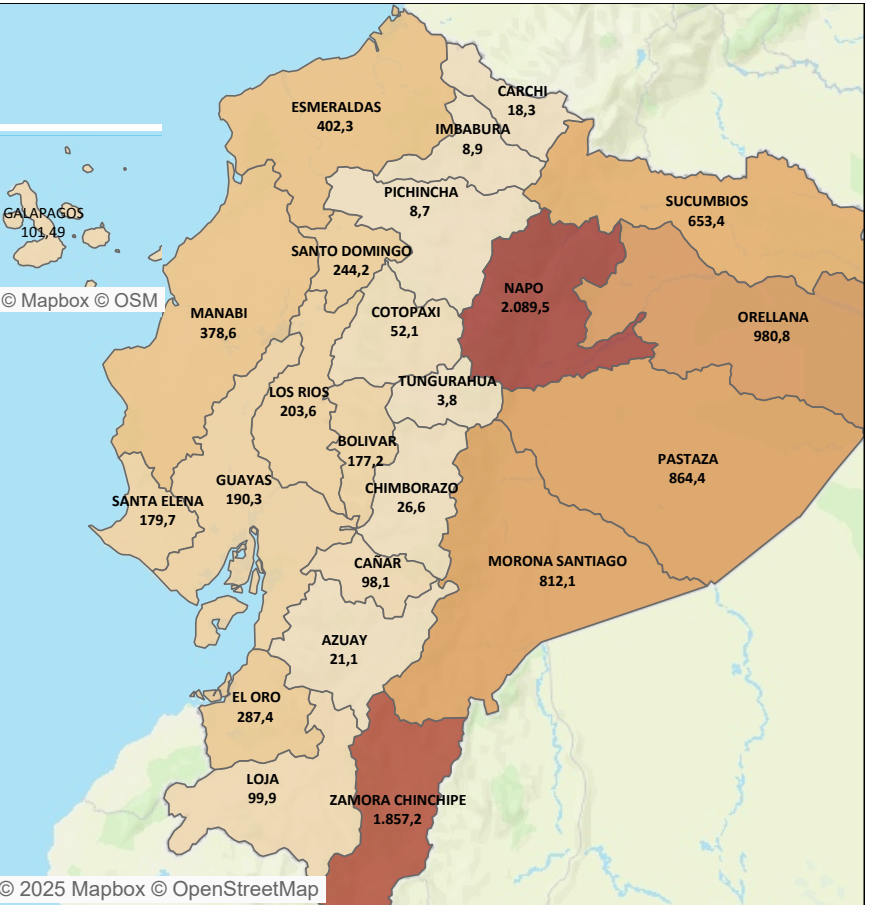 CARCHI
18,3
ESMERALDAS
402,3
IMBABURA
8,9
PICHINCHA
8,7
SUCUMBIOS
653,4
GALAPAGOS
101,49
SANTO DOMINGO
244,2
© Mapbox © OSM
NAPO
2.089,5
MANABI
378,6
COTOPAXI
52,1
ORELLANA
980,8
TUNGURAHUA
3,8
LOS RIOS
203,6
BOLIVAR
177,2
PASTAZA
864,4
GUAYAS
190,3
CHIMBORAZO
26,6
SANTA ELENA
179,7
CAÑAR
98,1
MORONA SANTIAGO
812,1
AZUAY
21,1
EL ORO
287,4
LOJA
99,9
ZAMORA CHINCHIPE
1.857,2
© 2025 Mapbox © OpenStreetMap